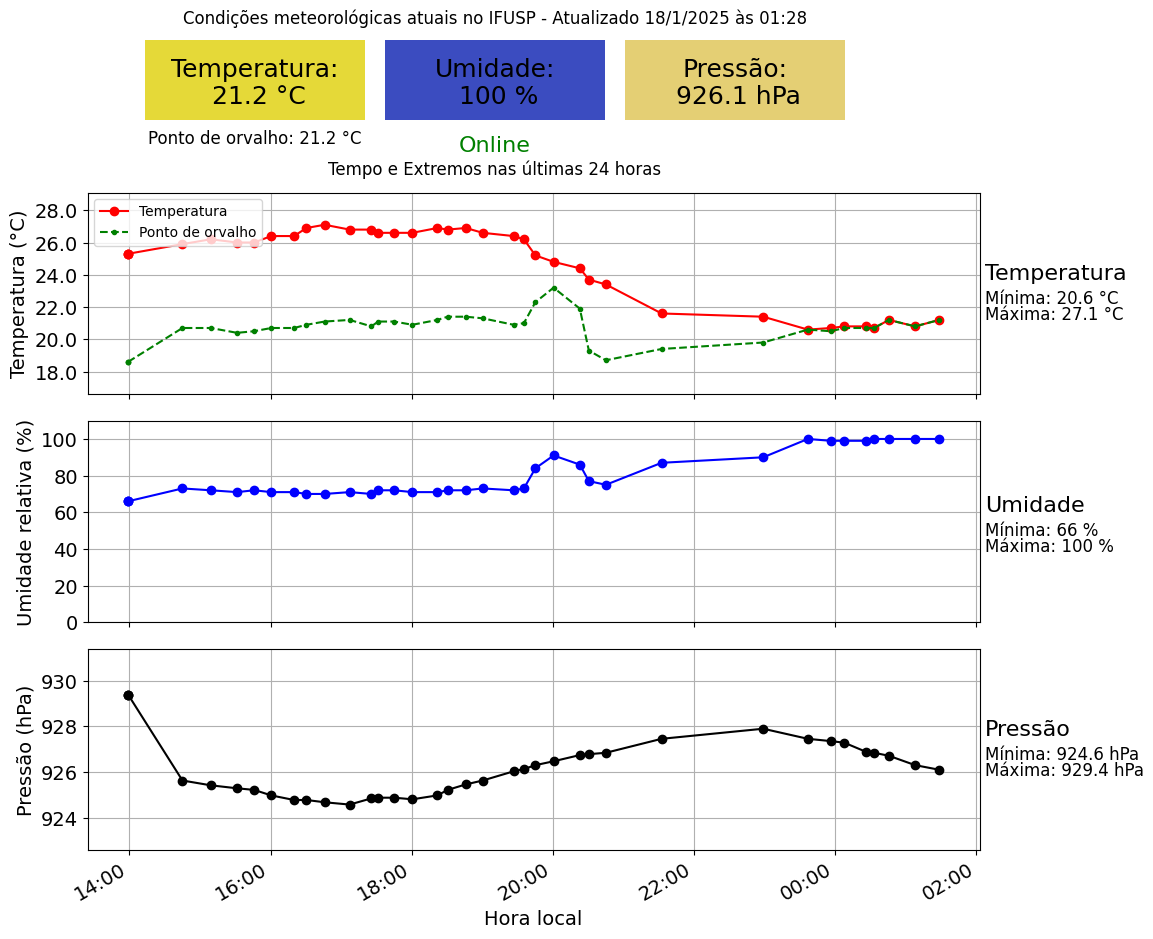 Condições meteorológicas atuais no IFUSP - Atualizado 18/1/2025 às 01:28
Temperatura:
21.2 °C
Umidade:
100 %
Pressão:
926.1 hPa
Ponto de orvalho: 21.2 °C
Online
Tempo e Extremos nas últimas 24 horas
Temperatura (°C)
28.0
26.0
24.0
22.0
20.0
18.0
Temperatura
Ponto de orvalho
Temperatura
Mínima: 20.6 °C
Máxima: 27.1 °C
Umidade relativa (%)
100
80
60
40
20
0
Umidade
Mínima: 66 %
Máxima: 100 %
Pressão (hPa)
930
928
926
924
Pressão
Mínima: 924.6 hPa
Máxima: 929.4 hPa
14:00
16:00
18:00
20:00
22:00
00:00
02:00
Hora local